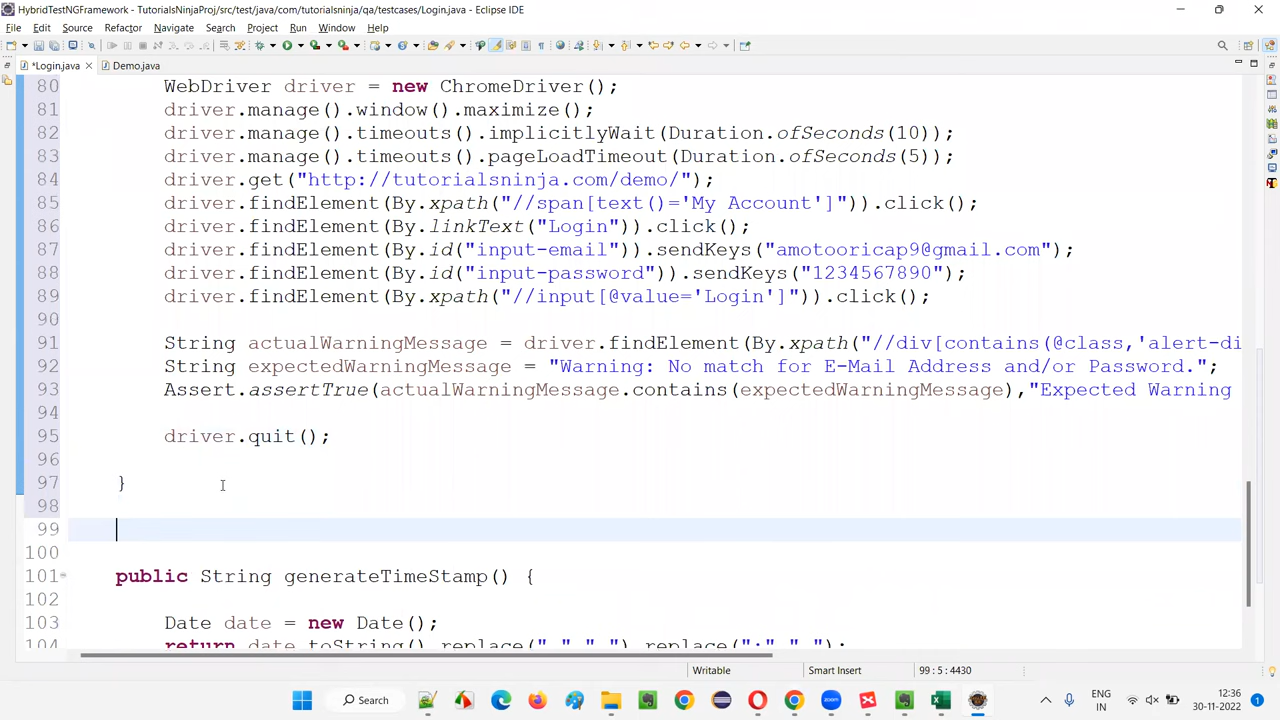 HybridTestNGFramework - TutorialsNinjaProj/src/test/java/com/tutorialsninja/qa/testcases/Login.java - Eclipse IDE
File Edit Source Refactor Navigate Search Project Run Window Help
*Login.java Demo.java
80 WebDriver driver = new ChromeDriver();
81 driver.manage().window().maximize();
82 driver.manage().timeouts().implicitlyWait(Duration.ofSeconds(10));
83 driver.manage().timeouts().pageLoadTimeout(Duration.ofSeconds(5));
84 driver.get("http://tutorialsninja.com/demo/");
85 driver.findElement(By.xpath("//span[text()='My Account']")).click();
86 driver.findElement(By.linkText("Login")).click();
87 driver.findElement(By.id("input-email")).sendKeys("amotooricap9@gmail.com");
88 driver.findElement(By.id("input-password")).sendKeys("1234567890");
89 driver.findElement(By.xpath("//input[@value='Login']")).click();
90
91 String actualWarningMessage = driver.findElement(By.xpath("//div[contains(@class,'alert-di
92 String expectedWarningMessage = "Warning: No match for E-Mail Address and/or Password.";
93 Assert.assertTrue(actualWarningMessage.contains(expectedWarningMessage),"Expected Warning
94
95 driver.quit();
96
97 }
98
99
100
101 public String generateTimeStamp() {
102
103 Date date = new Date();
104 return date.toString().replace(" ","_").replace(":","_");
Writable Smart Insert 99 : 5 : 4430
Search zoom ENG IN 12:36 30-11-2022 1